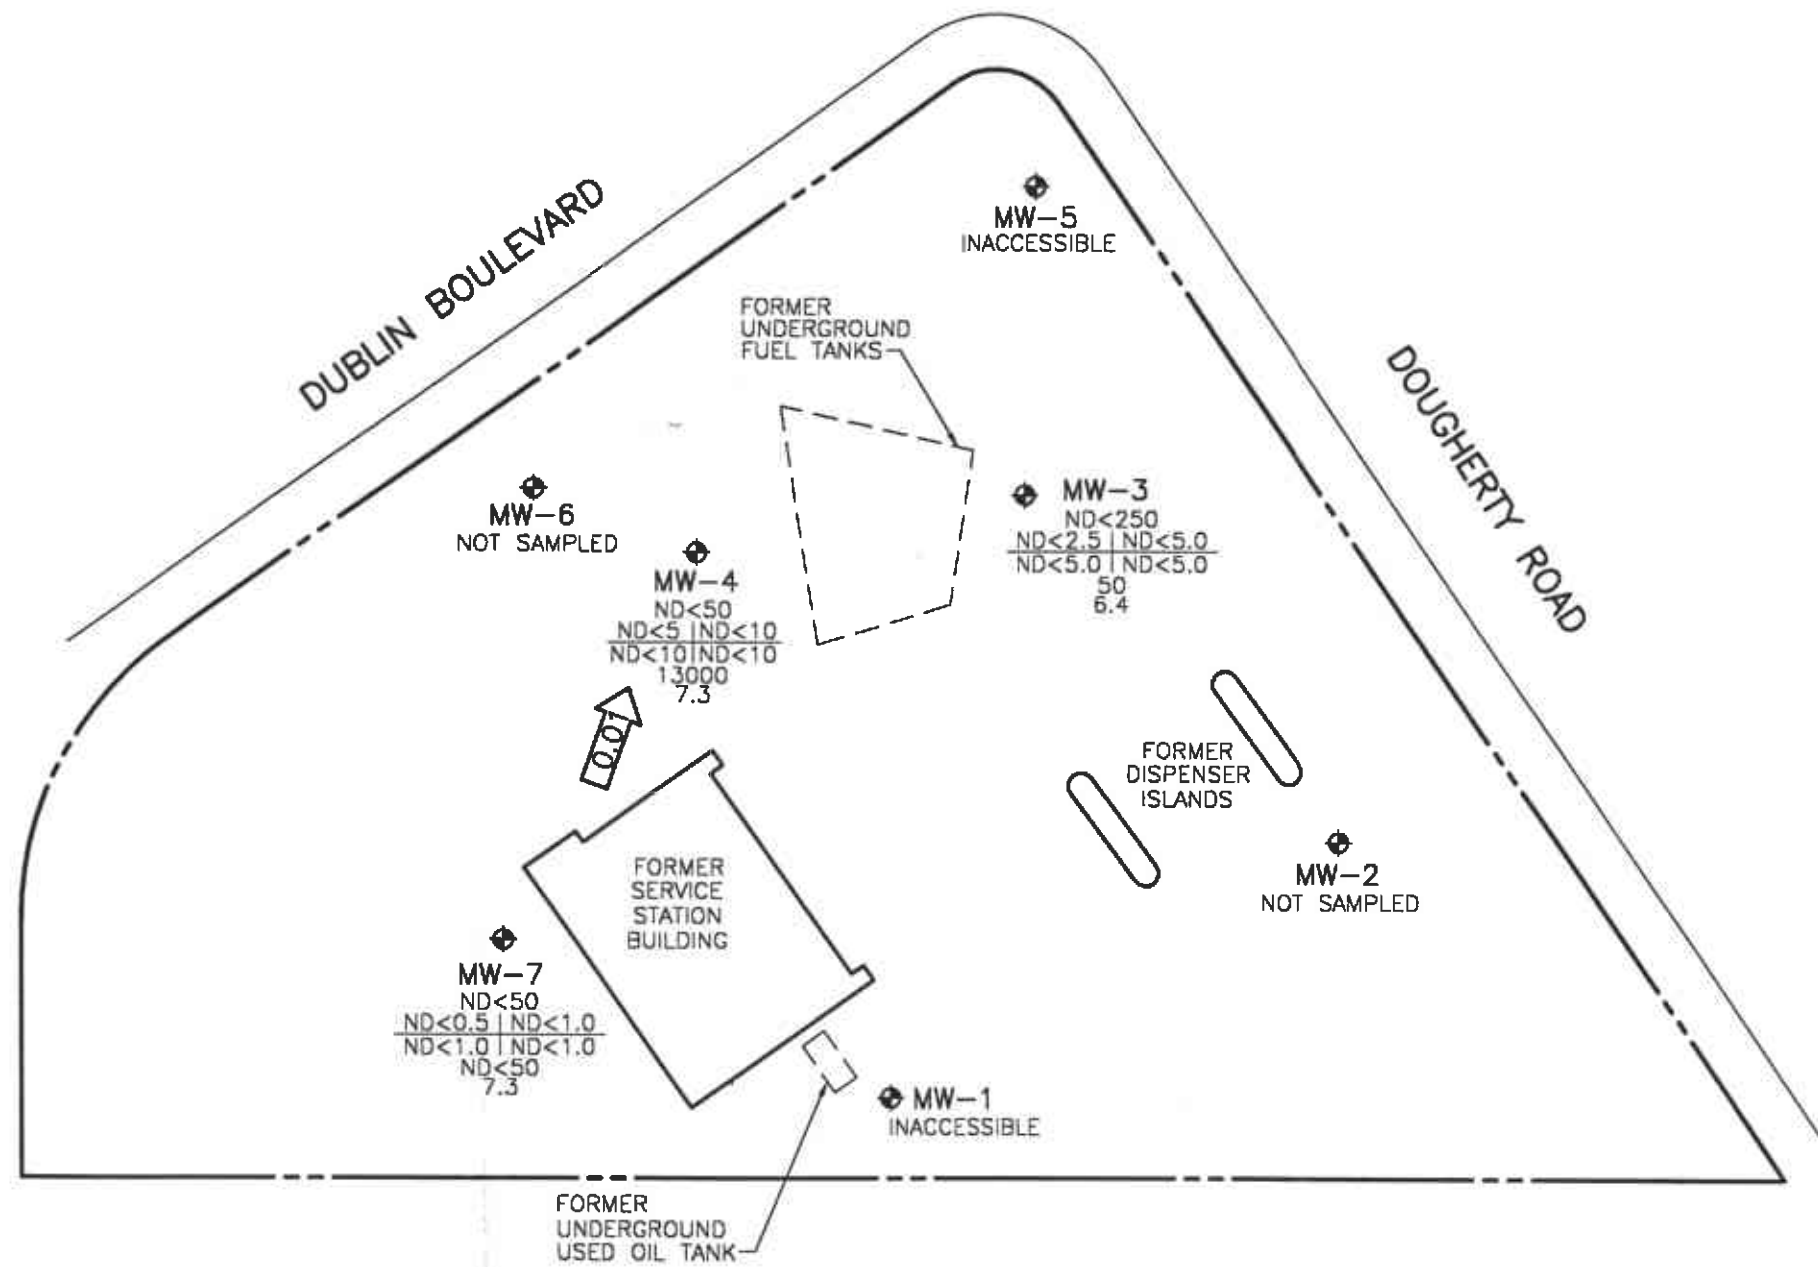 DUBLIN BOULEVARD
MW-5
INACCESSIBLE
FORMER
UNDERGROUND
FUEL TANKS
DOUGHERTY ROAD
MW-6
NOT SAMPLED
MW-3
ND<250
ND<2.5 | ND<5.0
ND<5.0 | ND<5.0
50
6.4
MW-4
ND<50
ND<5 | ND<10
ND<10 | ND<10
13000
7.3
0.01
FORMER
DISPENSER
ISLANDS
FORMER
SERVICE
STATION
BUILDING
MW-2
NOT SAMPLED
MW-7
ND<50
ND<0.5 | ND<1.0
ND<1.0 | ND<1.0
ND<50
7.3
MW-1
INACCESSIBLE
FORMER
UNDERGROUND
USED OIL TANK